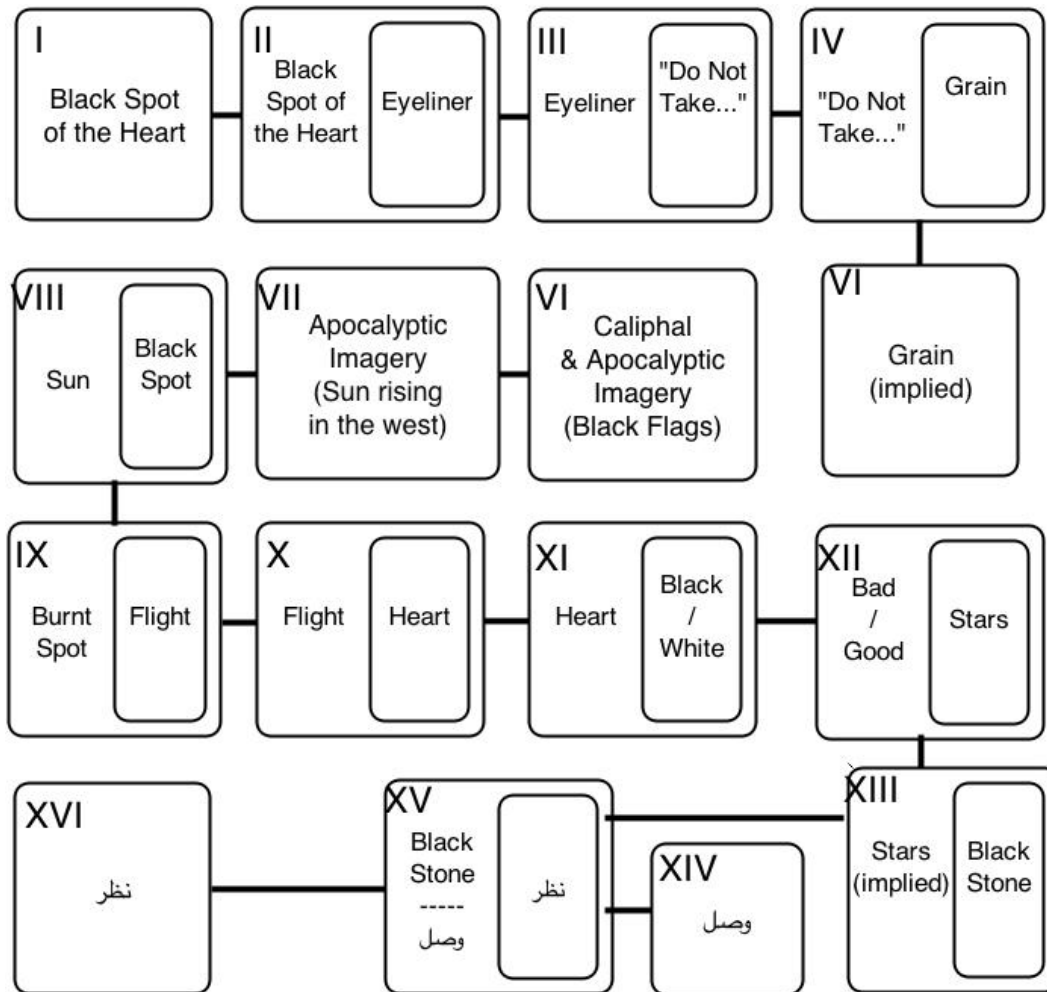 I
Black Spot
of the Heart
II
Black
Spot of
the Heart
Eyeliner
III
Eyeliner
"Do Not
Take..."
IV
"Do Not
Take..."
Grain
VIII
Sun
Black
Spot
VII
Apocalyptic
Imagery
(Sun rising
in the west)
VI
Caliphal
& Apocalyptic
Imagery
(Black Flags)
VI
Grain
(implied)
IX
Burnt
Spot
Flight
X
Flight
Heart
XI
Heart
Black
/
White
XII
Bad
/
Good
Stars
XVI
نظر
XV
Black
Stone
-----
وصل
نظر
XIV
وصل
XIII
Stars
(implied)
Black
Stone